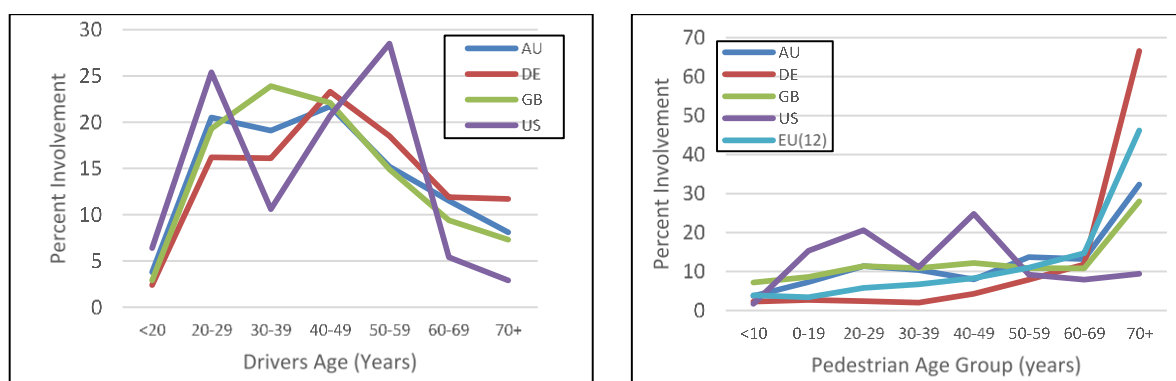 30
25
20
15
10
5
0
Percent Involvement
AU
DE
GB
US
<20 20-29 30-39 40-49 50-59 60-69 70+
Drivers Age (Years)
70
60
50
40
30
20
10
0
Percent Involvement
AU
DE
GB
US
EU(12)
<10 0-19 20-29 30-39 40-49 50-59 60-69 70+
Pedestrian Age Group (years)